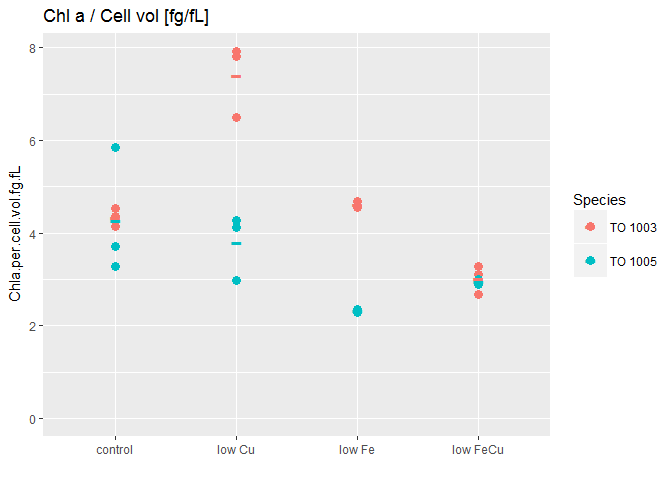 Chl a / Cell vol [fg/fL]
Chla.per.cell.vol.fg.fL
8
6
4
2
0
control
low Cu
low Fe
low FeCu
Species
TO 1003
TO 1005